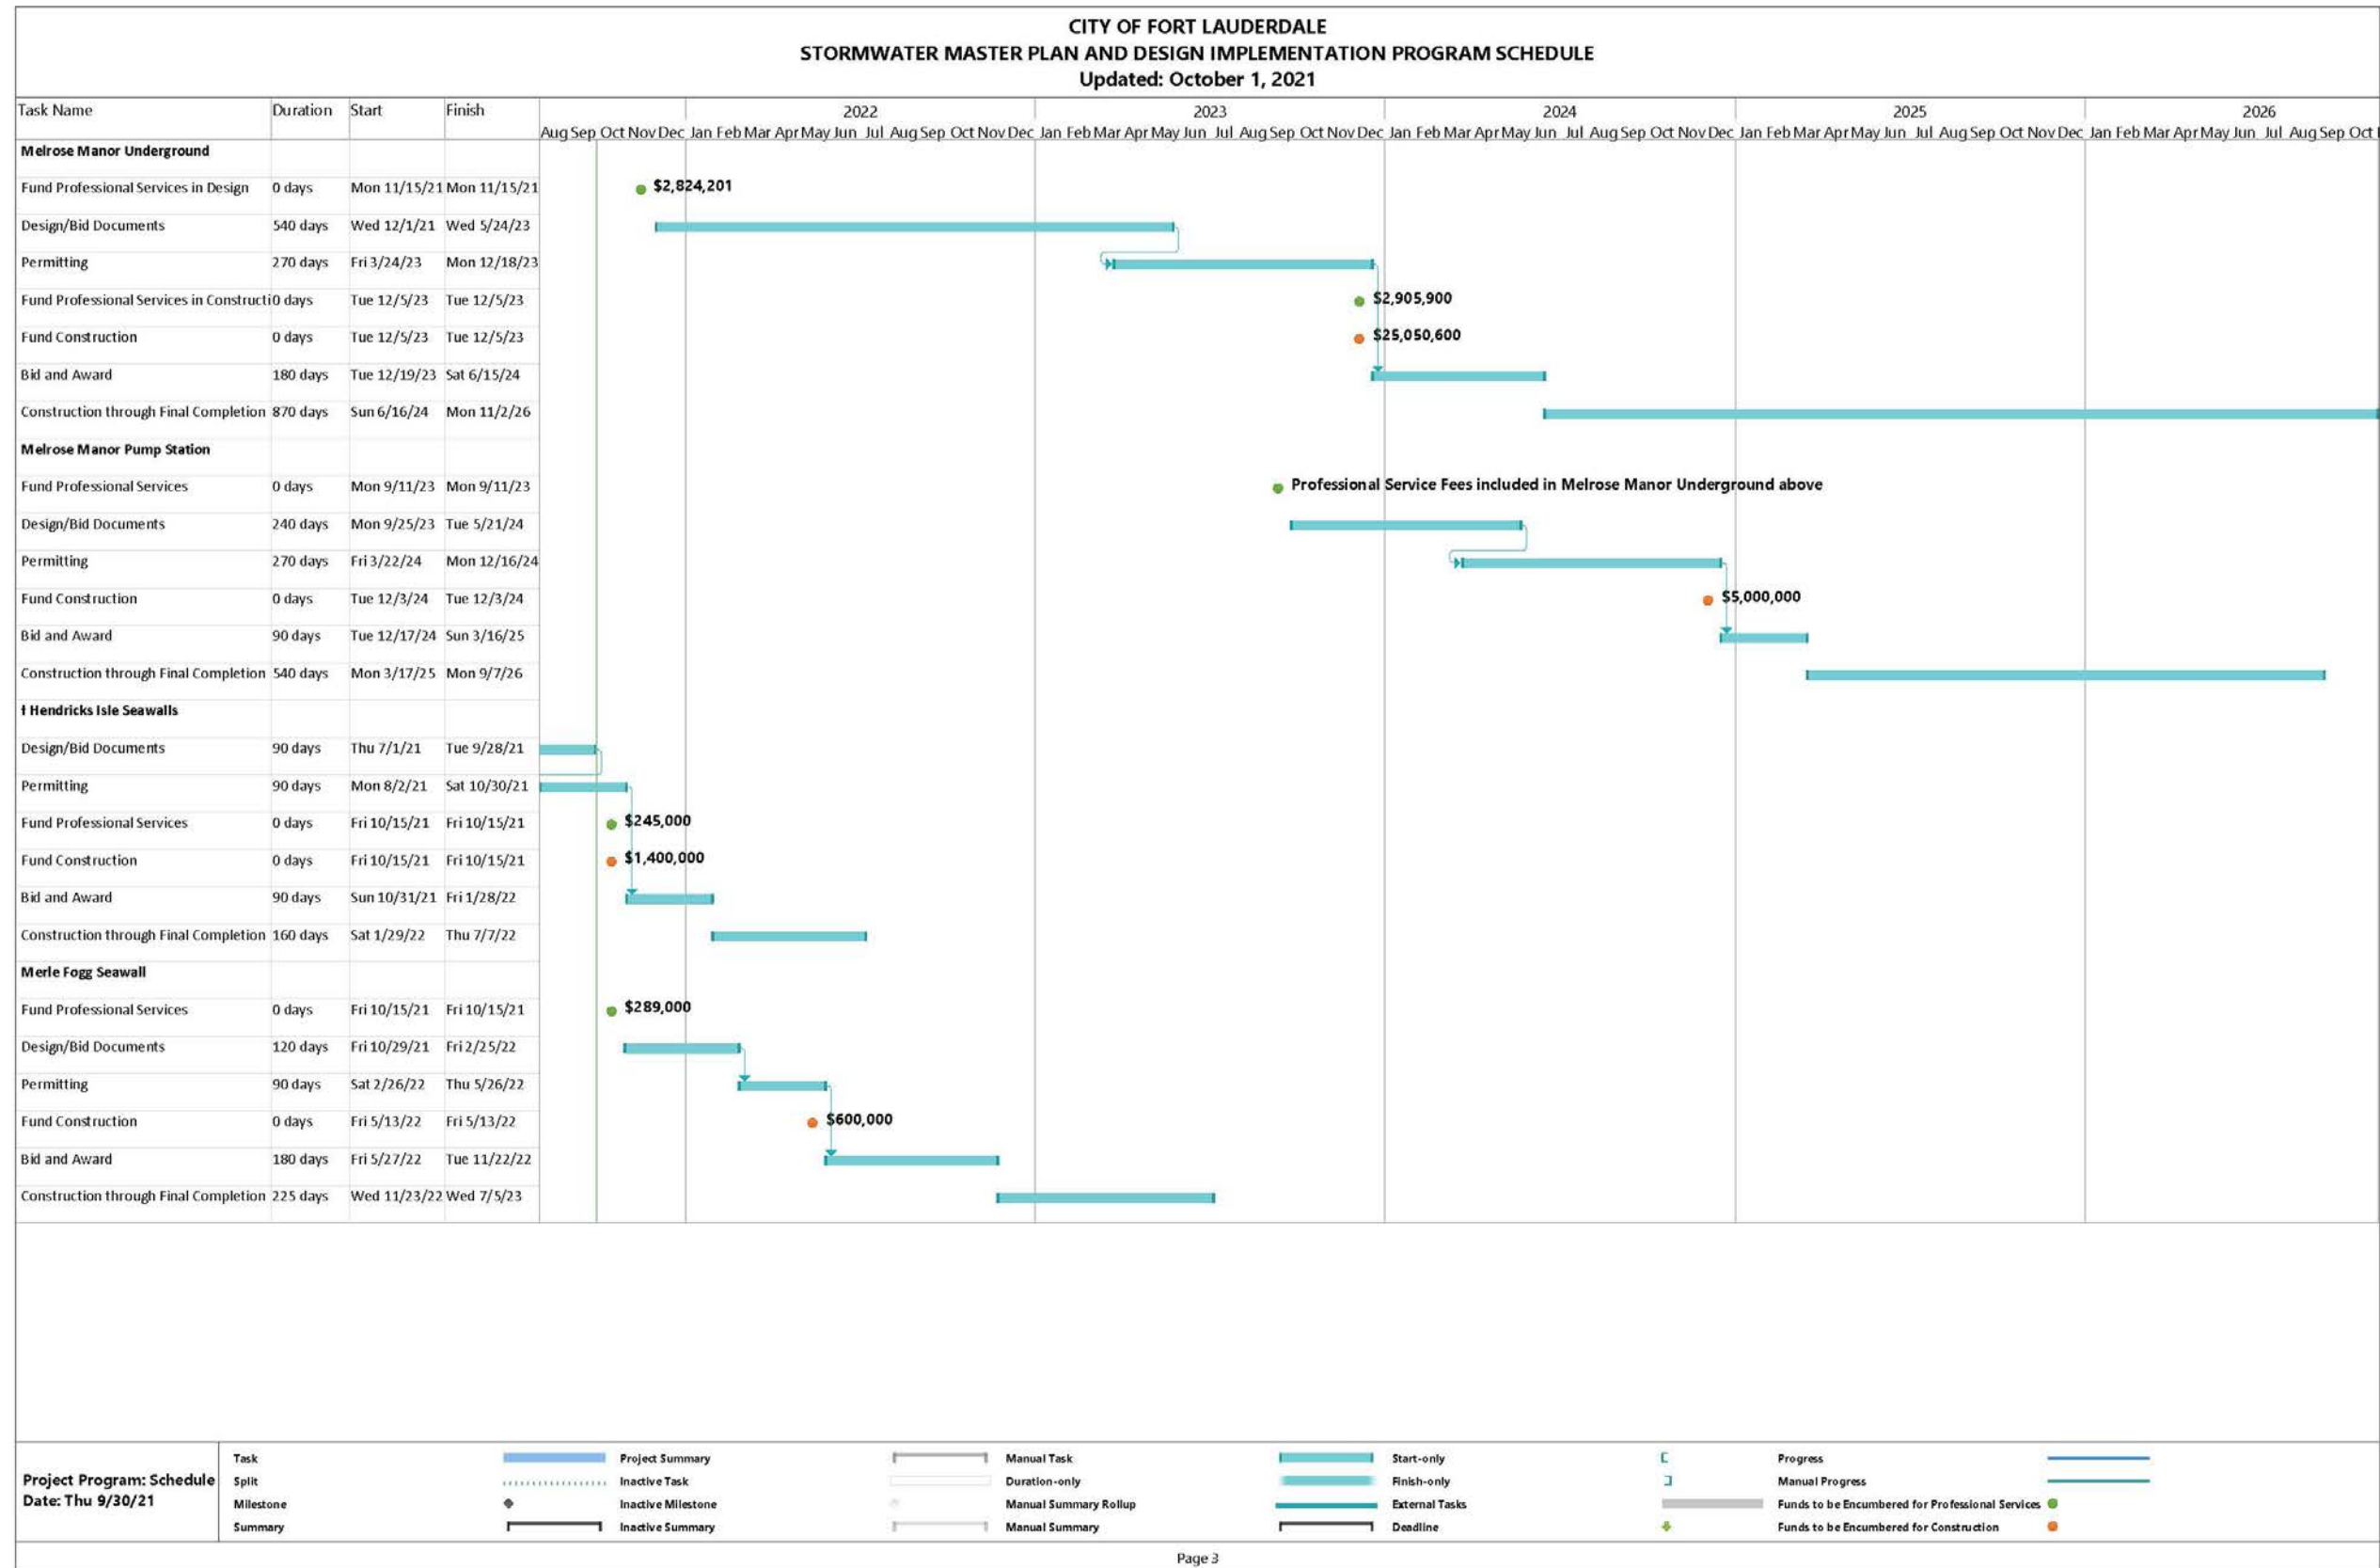 CITY OF FORT LAUDERDALE
STORMWATER MASTER PLAN AND DESIGN IMPLEMENTATION PROGRAM SCHEDULE
Updated: October 1, 2021
Task Name Duration Start Finish 2022 2023 2024 2025 2026
Aug Sep Oct Nov Dec Jan Feb Mar Apr May Jun Jul Aug Sep Oct Nov Dec Jan Feb Mar Apr May Jun Jul Aug Sep Oct Nov Dec Jan Feb Mar Apr May Jun Jul Aug Sep Oct Nov Dec Jan Feb Mar Apr May Jun Jul Aug Sep Oct Nov Dec Jan Feb Mar Apr May Jun Jul Aug Sep Oct
Melrose Manor Underground
Fund Professional Services in Design 0 days Mon 11/15/21 Mon 11/15/21 $2,824,201
Design/Bid Documents 540 days Wed 12/1/21 Wed 5/24/23
Permitting 270 days Fri 3/24/23 Mon 12/18/23
Fund Professional Services in Constructi 0 days Tue 12/5/23 Tue 12/5/23 $2,905,900
Fund Construction 0 days Tue 12/5/23 Tue 12/5/23 $25,050,600
Bid and Award 180 days Tue 12/19/23 Sat 6/15/24
Construction through Final Completion 870 days Sun 6/16/24 Mon 11/2/26
Melrose Manor Pump Station
Fund Professional Services 0 days Mon 9/11/23 Mon 9/11/23 Professional Service Fees included in Melrose Manor Underground above
Design/Bid Documents 240 days Mon 9/25/23 Tue 5/21/24
Permitting 270 days Fri 3/22/24 Mon 12/16/24
Fund Construction 0 days Tue 12/3/24 Tue 12/3/24 $5,000,000
Bid and Award 90 days Tue 12/17/24 Sun 3/16/25
Construction through Final Completion 540 days Mon 3/17/25 Mon 9/7/26
ƚ Hendricks Isle Seawalls
Design/Bid Documents 90 days Thu 7/1/21 Tue 9/28/21
Permitting 90 days Mon 8/2/21 Sat 10/30/21
Fund Professional Services 0 days Fri 10/15/21 Fri 10/15/21 $245,000
Fund Construction 0 days Fri 10/15/21 Fri 10/15/21 $1,400,000
Bid and Award 90 days Sun 10/31/21 Fri 1/28/22
Construction through Final Completion 160 days Sat 1/29/22 Thu 7/7/22
Merle Fogg Seawall
Fund Professional Services 0 days Fri 10/15/21 Fri 10/15/21 $289,000
Design/Bid Documents 120 days Fri 10/29/21 Fri 2/25/22
Permitting 90 days Sat 2/26/22 Thu 5/26/22
Fund Construction 0 days Fri 5/13/22 Fri 5/13/22 $600,000
Bid and Award 180 days Fri 5/27/22 Tue 11/22/22
Construction through Final Completion 225 days Wed 11/23/22 Wed 7/5/23
Project Program: Schedule
Date: Thu 9/30/21
Task Project Summary Manual Task Start-only Progress
Split Inactive Task Duration-only Finish-only Manual Progress
Milestone Inactive Milestone Manual Summary Rollup External Tasks Funds to be Encumbered for Professional Services
Summary Inactive Summary Manual Summary Deadline Funds to be Encumbered for Construction
Page 3